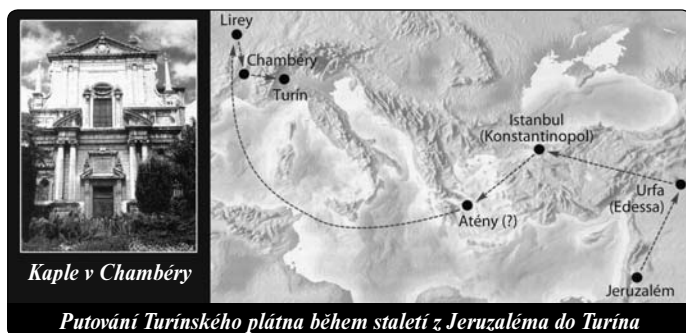 Lirey
Chambéry
Turín
Istanbul
(Konstantinopol)
Urfa
(Edessa)
Atény (?)
Jeruzalém
Kaple v Chambéry
Putování Turínského plátna během staletí z Jeruzaléma do Turína